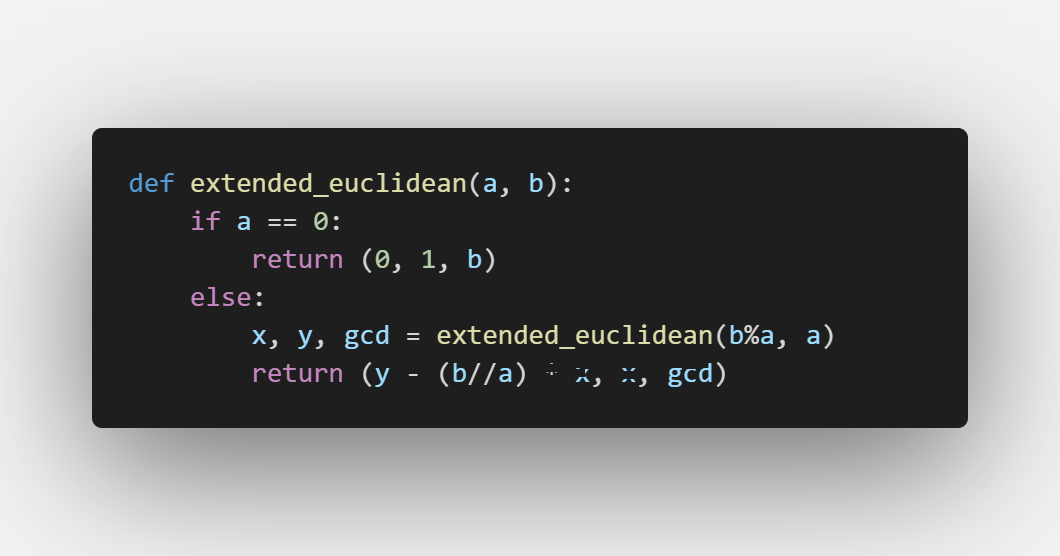 def extended_euclidean(a, b):
if a == 0:
return (0, 1, b)
else:
x, y, gcd = extended_euclidean(b%a, a)
return (y - (b//a) gcd)